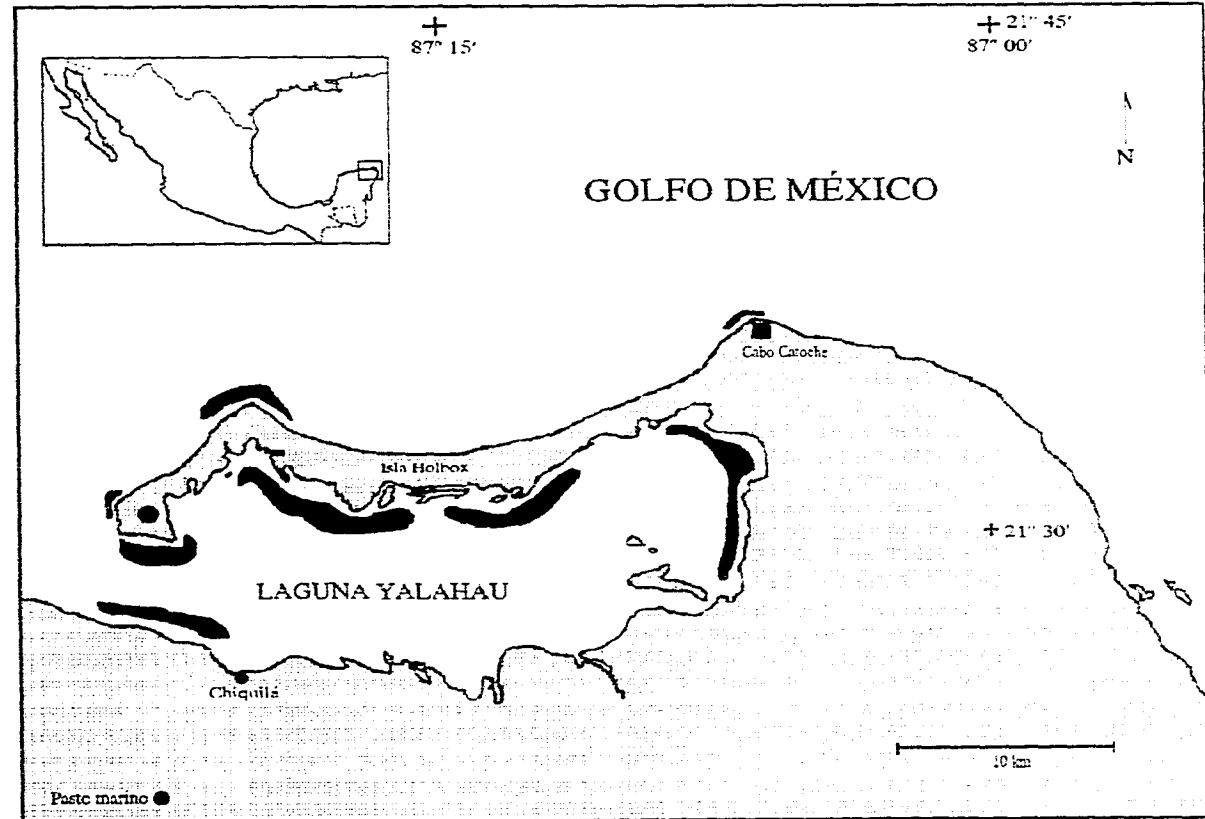 21° 45'
87° 15'
87° 00'
N
GOLFO DE MÉXICO
Cabo Catoche
Isla Holbox
21° 30'
LAGUNA YALAHAU
Chiquilá
10 km
Pasto marino